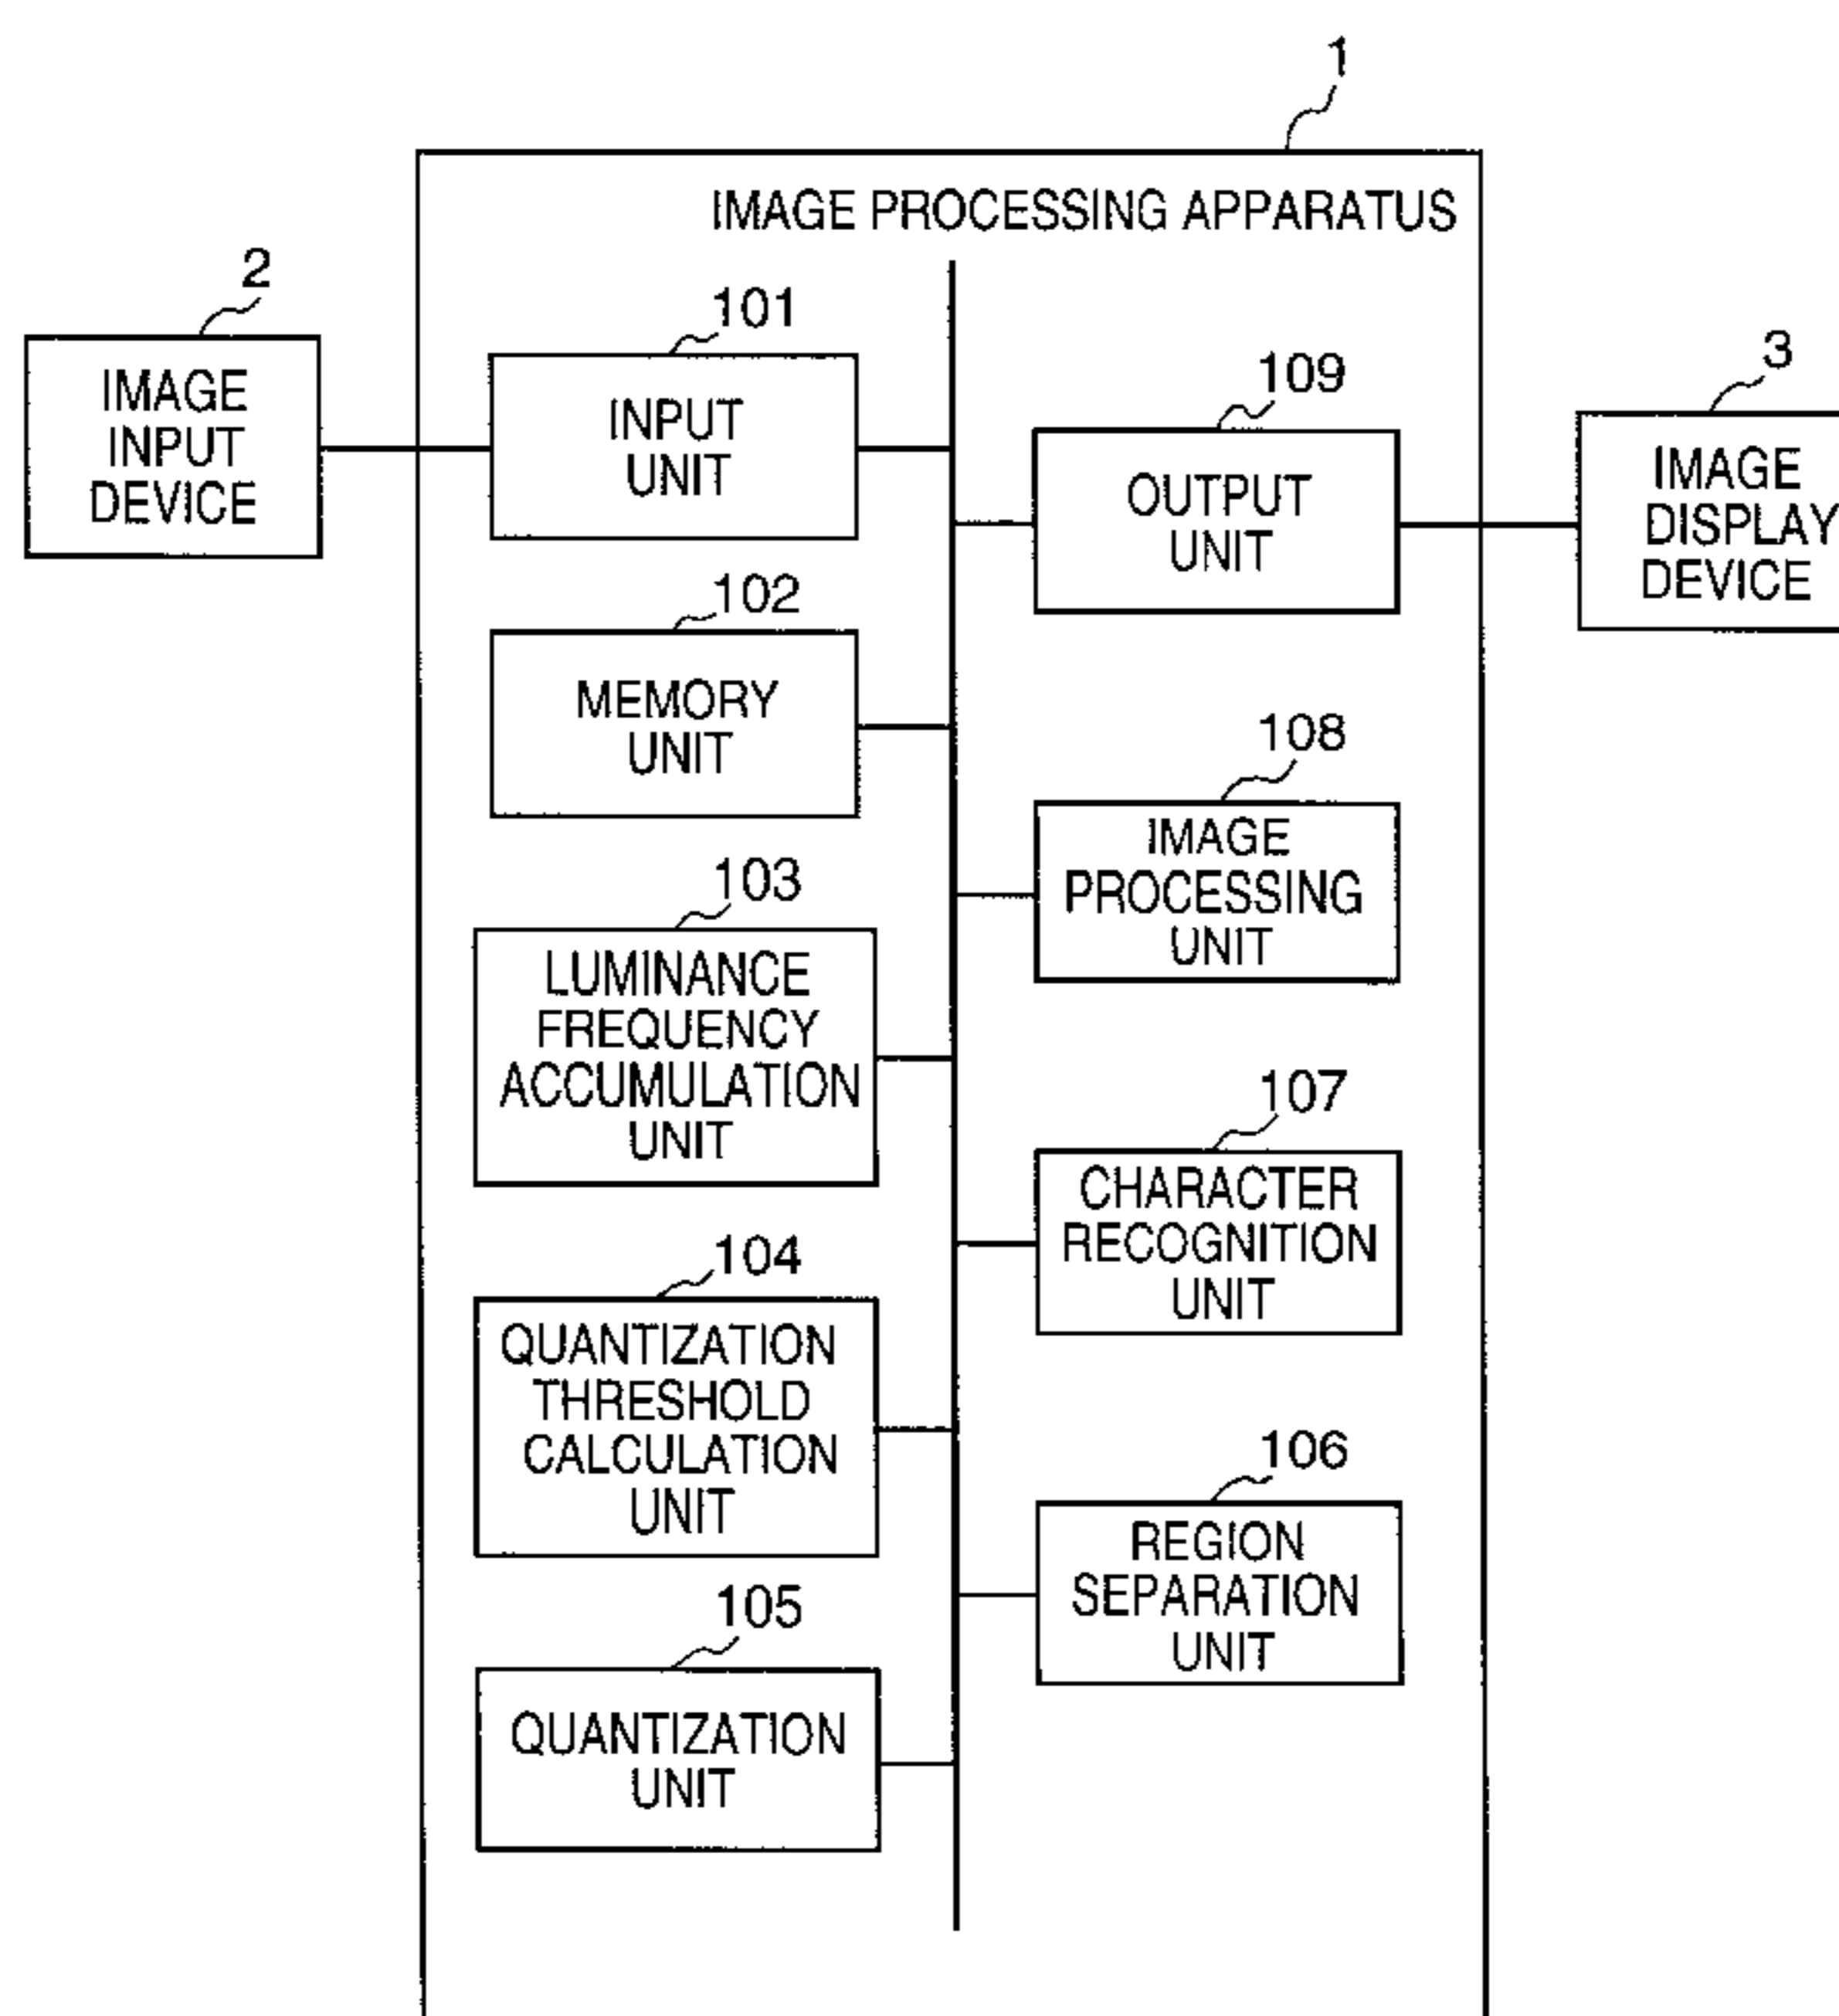 1
IMAGE PROCESSING APPARATUS
2
IMAGE
INPUT
DEVICE
101
INPUT
UNIT
109
OUTPUT
UNIT
3
IMAGE
DISPLAY
DEVICE
102
MEMORY
UNIT
108
IMAGE
PROCESSING
UNIT
103
LUMINANCE
FREQUENCY
ACCUMULATION
UNIT
107
CHARACTER
RECOGNITION
UNIT
104
QUANTIZATION
THRESHOLD
CALCULATION
UNIT
106
REGION
SEPARATION
UNIT
105
QUANTIZATION
UNIT